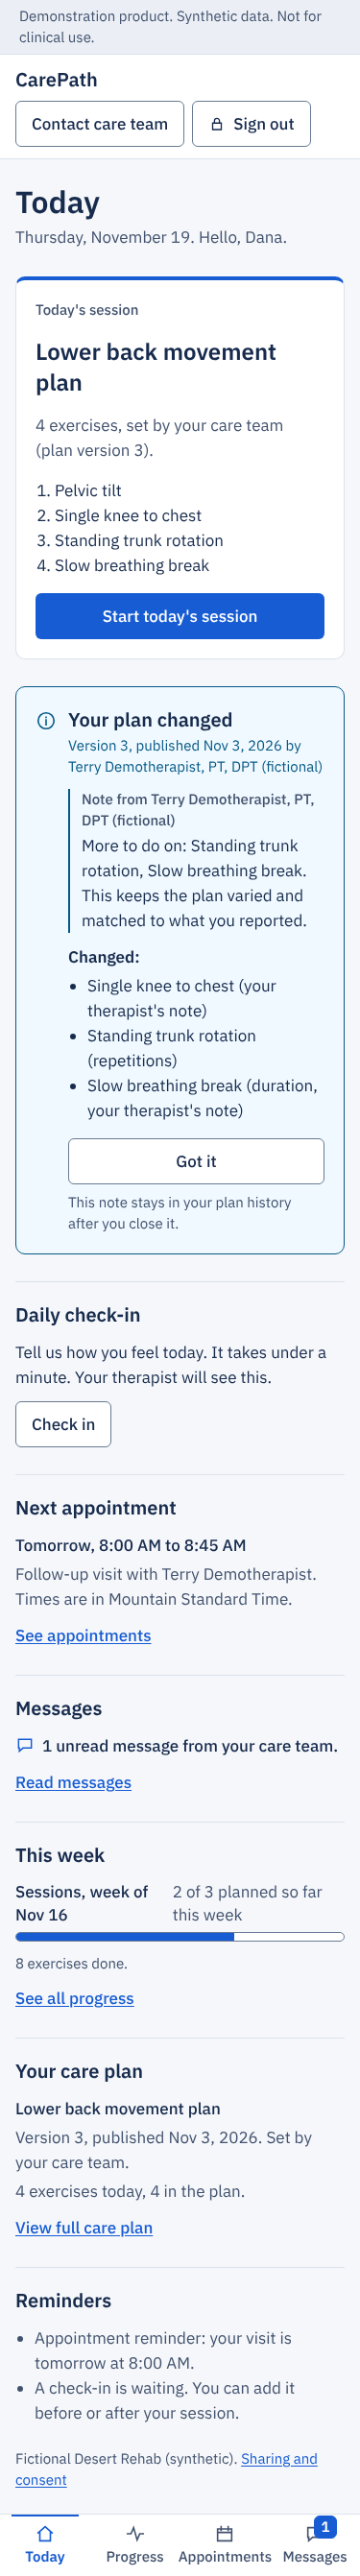 Demonstration product. Synthetic data. Not for
clinical use.
CarePath
Contact care team
Sign out
Today
Thursday, November 19. Hello, Dana.
Today's session
Lower back movement
plan
4 exercises, set by your care team
(plan version 3).
1. Pelvic tilt
2. Single knee to chest
3. Standing trunk rotation
4. Slow breathing break
Start today's session
Your plan changed
Version 3, published Nov 3, 2026 by
Terry Demotherapist, PT, DPT (fictional)
Note from Terry Demotherapist, PT,
DPT (fictional)
More to do on: Standing trunk
rotation, Slow breathing break.
This keeps the plan varied and
matched to what you reported.
Changed:
• Single knee to chest (your
therapist's note)
• Standing trunk rotation
(repetitions)
• Slow breathing break (duration,
your therapist's note)
Got it
This note stays in your plan history
after you close it.
Daily check-in
Tell us how you feel today. It takes under a
minute. Your therapist will see this.
Check in
Next appointment
Tomorrow, 8:00 AM to 8:45 AM
Follow-up visit with Terry Demotherapist.
Times are in Mountain Standard Time.
See appointments
Messages
1 unread message from your care team.
Read messages
This week
Sessions, week of
Nov 16
2 of 3 planned so far
this week
8 exercises done.
See all progress
Your care plan
Lower back movement plan
Version 3, published Nov 3, 2026. Set by
your care team.
4 exercises today, 4 in the plan.
View full care plan
Reminders
• Appointment reminder: your visit is
tomorrow at 8:00 AM.
• A check-in is waiting. You can add it
before or after your session.
Fictional Desert Rehab (synthetic). Sharing and
consent
1
Today
Progress
Appointments
Messages